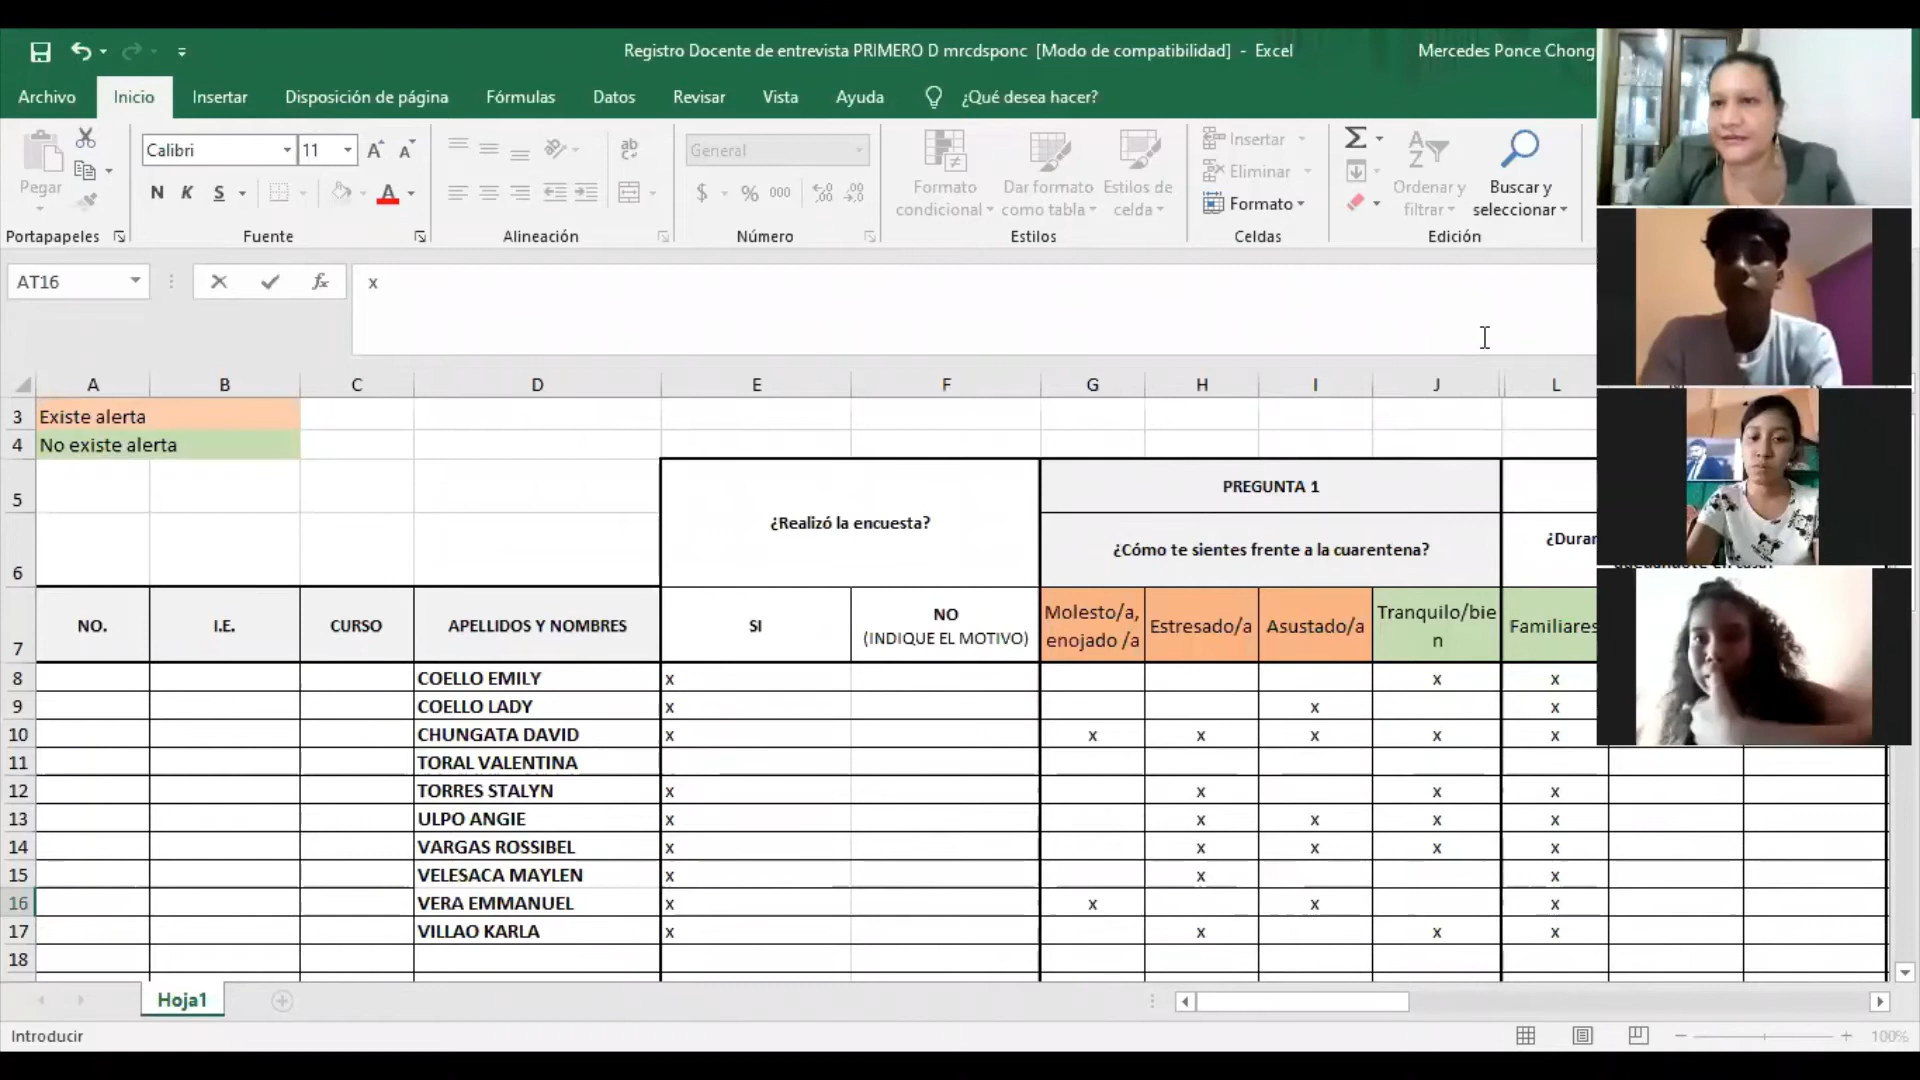 Registro Docente de entrevista PRIMERO D mrcdsponc [Modo de compatibilidad] - Excel
Mercedes Ponce Chong
Archivo Inicio Insertar Disposición de página Fórmulas Datos Revisar Vista Ayuda ¿Qué desea hacer?
Pegar
Calibri 11
N K S
ab
General
$ % 000
Formato condicional
Dar formato como tabla
Estilos de celda
Insertar
Eliminar
Formato
Ordenar y filtrar
Buscar y seleccionar
Portapapeles Fuente Alineación Número Estilos Celdas Edición
AT16 fx x
A B C D E F G H I J L
3 Existe alerta
4 No existe alerta
5 PREGUNTA 1
¿Realizó la encuesta?
6 ¿Cómo te sientes frente a la cuarentena? ¿Durar
7 NO. I.E. CURSO APELLIDOS Y NOMBRES SI NO (INDIQUE EL MOTIVO) Molesto/a, enojado /a Estresado/a Asustado/a Tranquilo/bien Familiares
8 COELLO EMILY x x x
9 COELLO LADY x x x
10 CHUNGATA DAVID x x x x x x
11 TORAL VALENTINA
12 TORRES STALYN x x x x
13 ULPO ANGIE x x x x x
14 VARGAS ROSSIBEL x x x x x
15 VELESACA MAYLEN x x x
16 VERA EMMANUEL x x x x
17 VILLAO KARLA x x x x
18
Hoja1
Introducir 100%